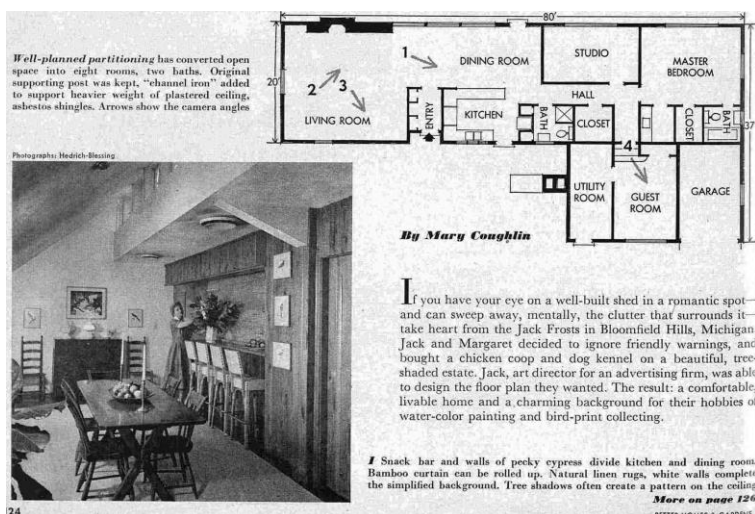 Well-planned partitioning has converted open
space into eight rooms, two baths. Original
supporting post was kept, "channel iron" added
to support heavier weight of plastered ceiling,
asbestos shingles. Arrows show the camera angles
80'
20'
37'
1
2
3
4
LIVING ROOM
ENTRY
DINING ROOM
KITCHEN
BATH
STUDIO
HALL
CLOSET
MASTER
BEDROOM
CLOSET
BATH
UTILITY
ROOM
GUEST
ROOM
GARAGE
Photographs: Hedrich-Blessing
By Mary Coughlin
If you have your eye on a well-built shed in a romantic spot—
and can sweep away, mentally, the clutter that surrounds it—
take heart from the Jack Frosts in Bloomfield Hills, Michigan
Jack and Margaret decided to ignore friendly warnings, and
bought a chicken coop and dog kennel on a beautiful, tree-
shaded estate. Jack, art director for an advertising firm, was able
to design the floor plan they wanted. The result: a comfortable,
livable home and a charming background for their hobbies of
water-color painting and bird-print collecting.
1 Snack bar and walls of pecky cypress divide kitchen and dining room
Bamboo curtain can be rolled up. Natural linen rugs, white walls complete
the simplified background. Tree shadows often create a pattern on the ceiling
More on page 126
24
BETTER HOMES & GARDENS